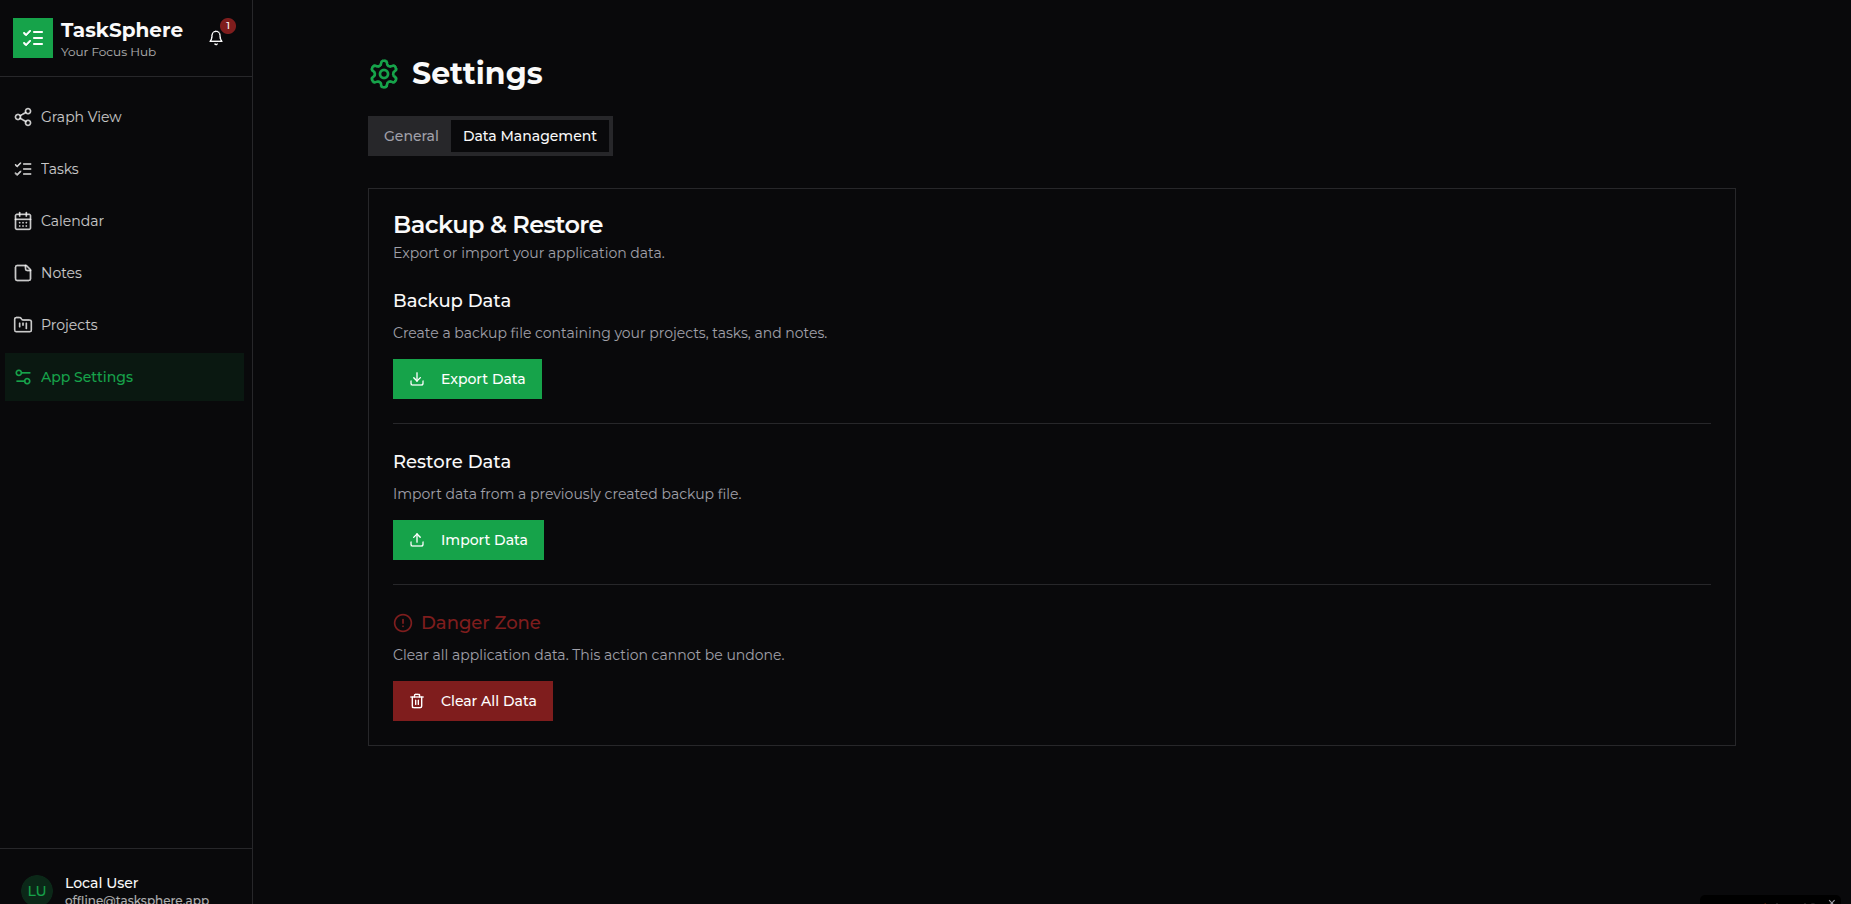 TaskSphere
Your Focus Hub
1
Graph View
Tasks
Calendar
Notes
Projects
App Settings
Local User
offline@tasksphere.app
LU
Settings
General
Data Management
Backup & Restore
Export or import your application data.
Backup Data
Create a backup file containing your projects, tasks, and notes.
Export Data
Restore Data
Import data from a previously created backup file.
Import Data
Danger Zone
Clear all application data. This action cannot be undone.
Clear All Data